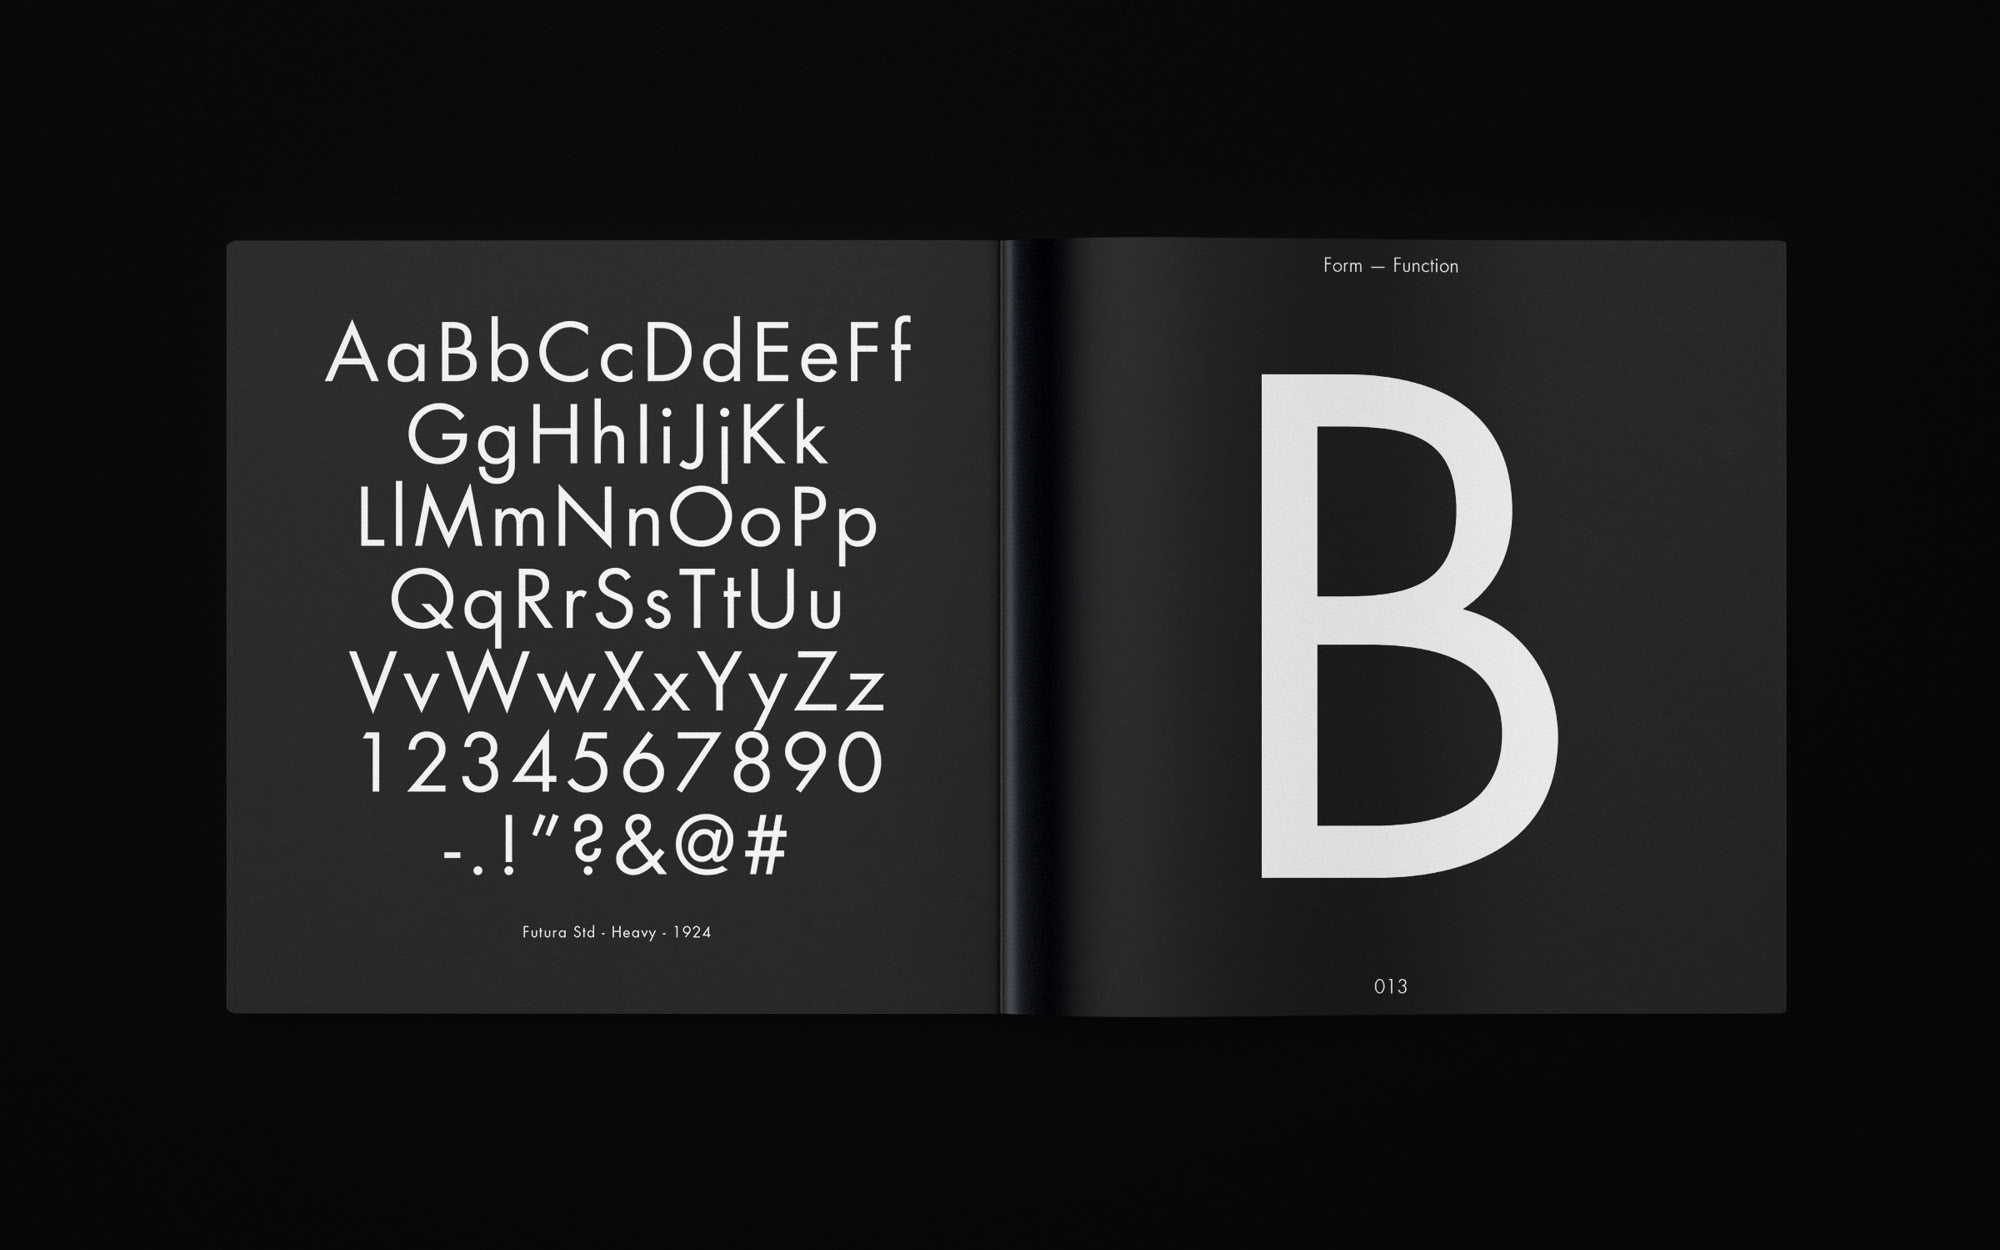 AaBbCcDdEeFf
GgHhIiJjKk
LlMmNnOoPp
QqRrSsTtUu
VvWwXxYyZz
1234567890
-.!"?&@#
Futura Std - Heavy - 1924
Form — Function
B
013